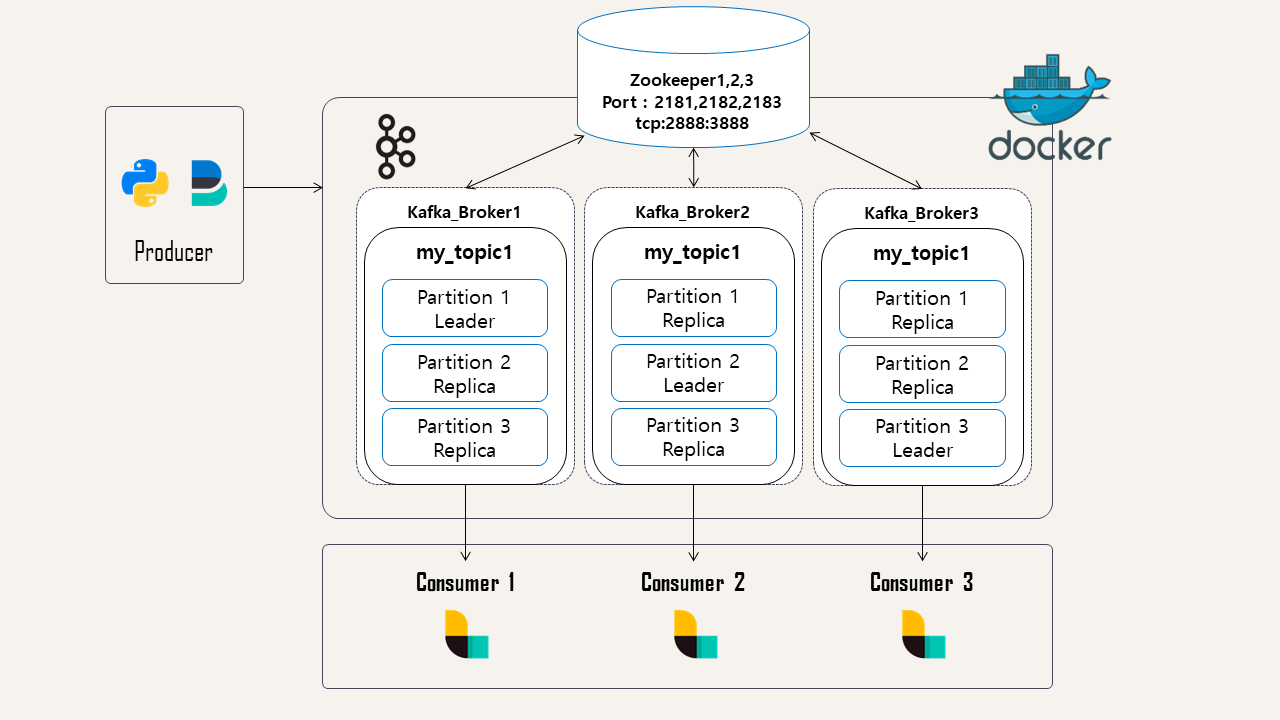 Zookeeper1,2,3
Port : 2181,2182,2183
tcp:2888:3888
docker
Producer
Kafka_Broker1
my_topic1
Partition 1
Leader
Partition 2
Replica
Partition 3
Replica
Kafka_Broker2
my_topic1
Partition 1
Replica
Partition 2
Leader
Partition 3
Replica
Kafka_Broker3
my_topic1
Partition 1
Replica
Partition 2
Replica
Partition 3
Leader
Consumer 1
Consumer 2
Consumer 3